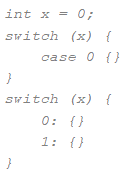 int x = 0;
switch (x) {
    case 0 {}
}
switch (x) {
    0: {}
    1: {}
}